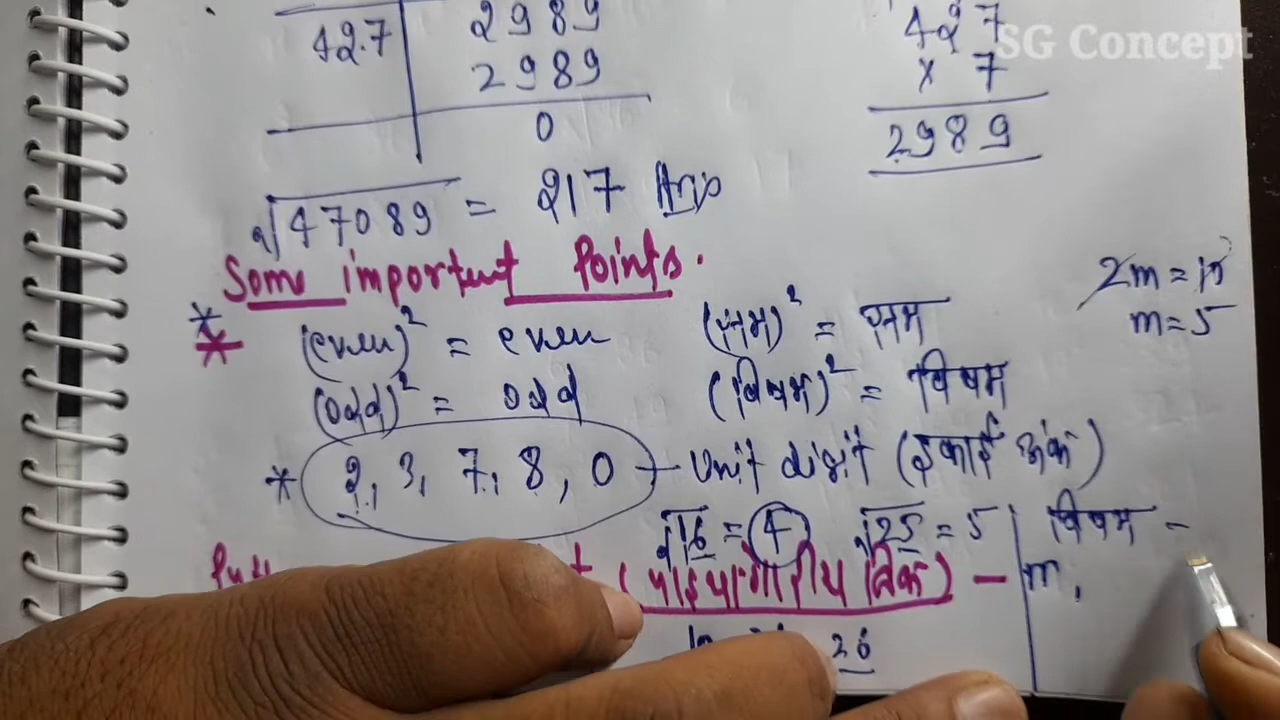 2989
427
SG Concept
42.7
2989
x 7
0
2989
√47089 = 217 Ans
Some important Points.
2m = 10
m = 5
*
* (even)² = even (सम)² = सम
(odd)² = odd (विषम)² = विषम
* 2, 3, 7, 8, 0 - Unit digit (इकाई अंक)
√16 = 4 √25 = 5 विषम -
(पाइथागोरीय त्रिक) - m,
26